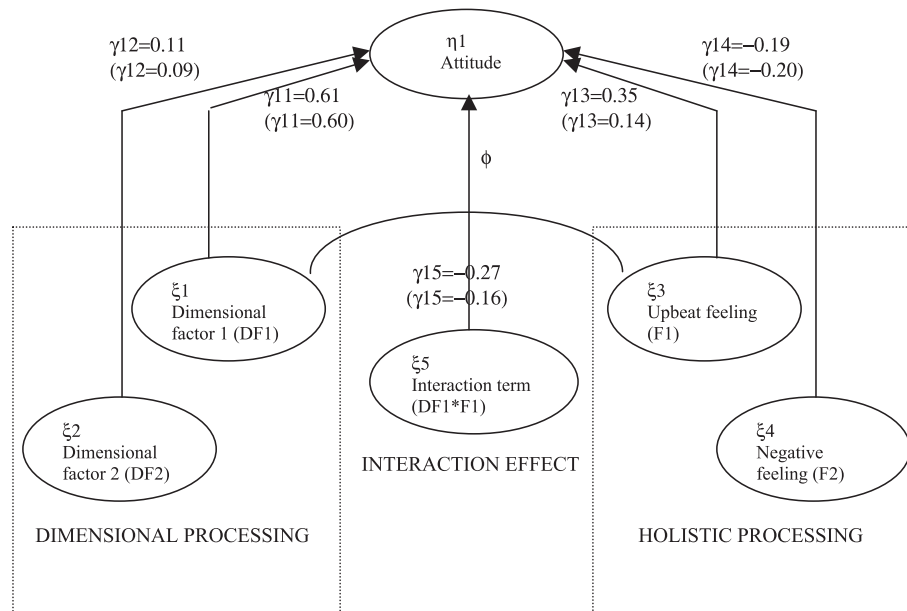 η1
Attitude
γ12=0.11
(γ12=0.09)
γ11=0.61
(γ11=0.60)
γ13=0.35
(γ13=0.14)
γ14=−0.19
(γ14=−0.20)
ϕ
γ15=−0.27
(γ15=−0.16)
ξ1
Dimensional
factor 1 (DF1)
ξ2
Dimensional
factor 2 (DF2)
DIMENSIONAL PROCESSING
ξ5
Interaction term
(DF1*F1)
INTERACTION EFFECT
ξ3
Upbeat feeling
(F1)
ξ4
Negative
feeling (F2)
HOLISTIC PROCESSING